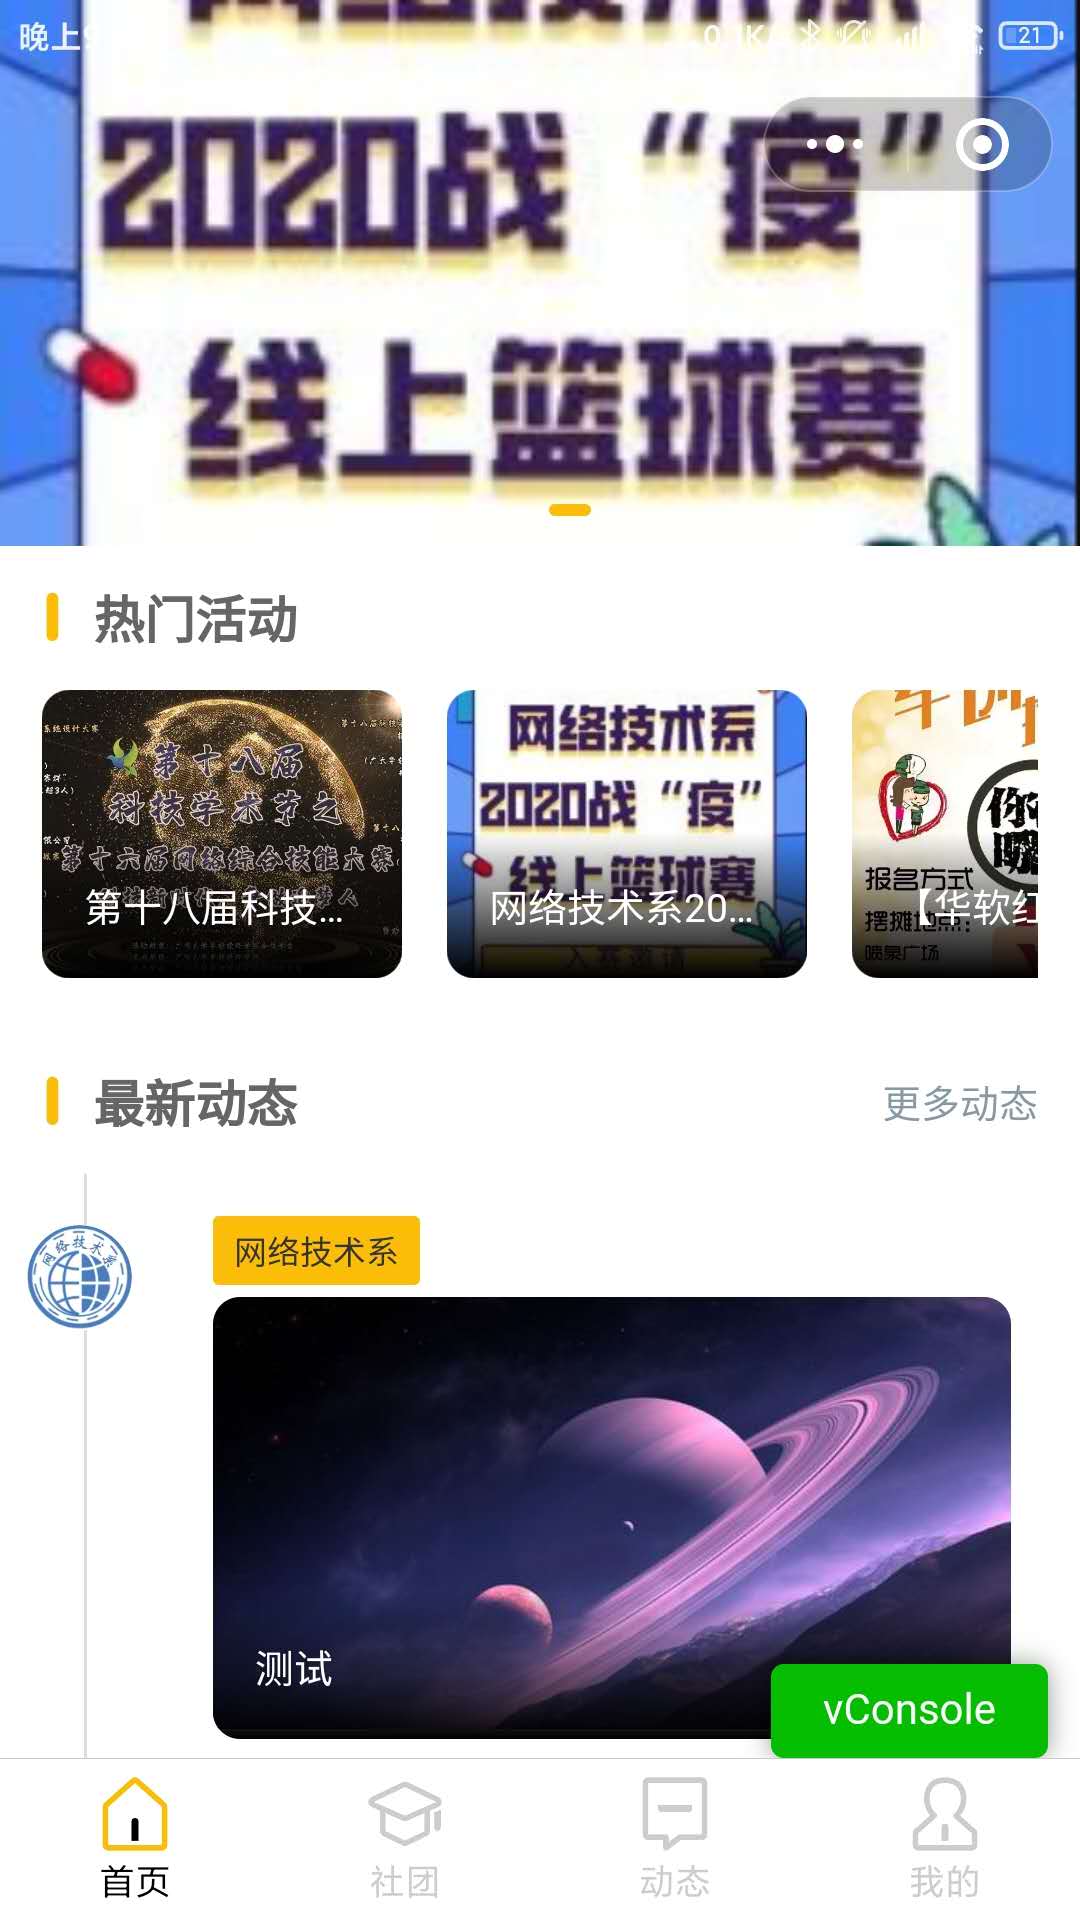 晚上
21
2020战“疫”
线上篮球赛
热门活动
第十八届
科技学术节之
第十六届网络综合技能大赛
第十八届科技...
网络技术系
2020战“疫”
线上篮球赛
网络技术系20...
报名方式
摆摊地点:
喷泉广场
【华软红
最新动态
更多动态
网络技术系
网络技术系
测试
vConsole
首页
社团
动态
我的